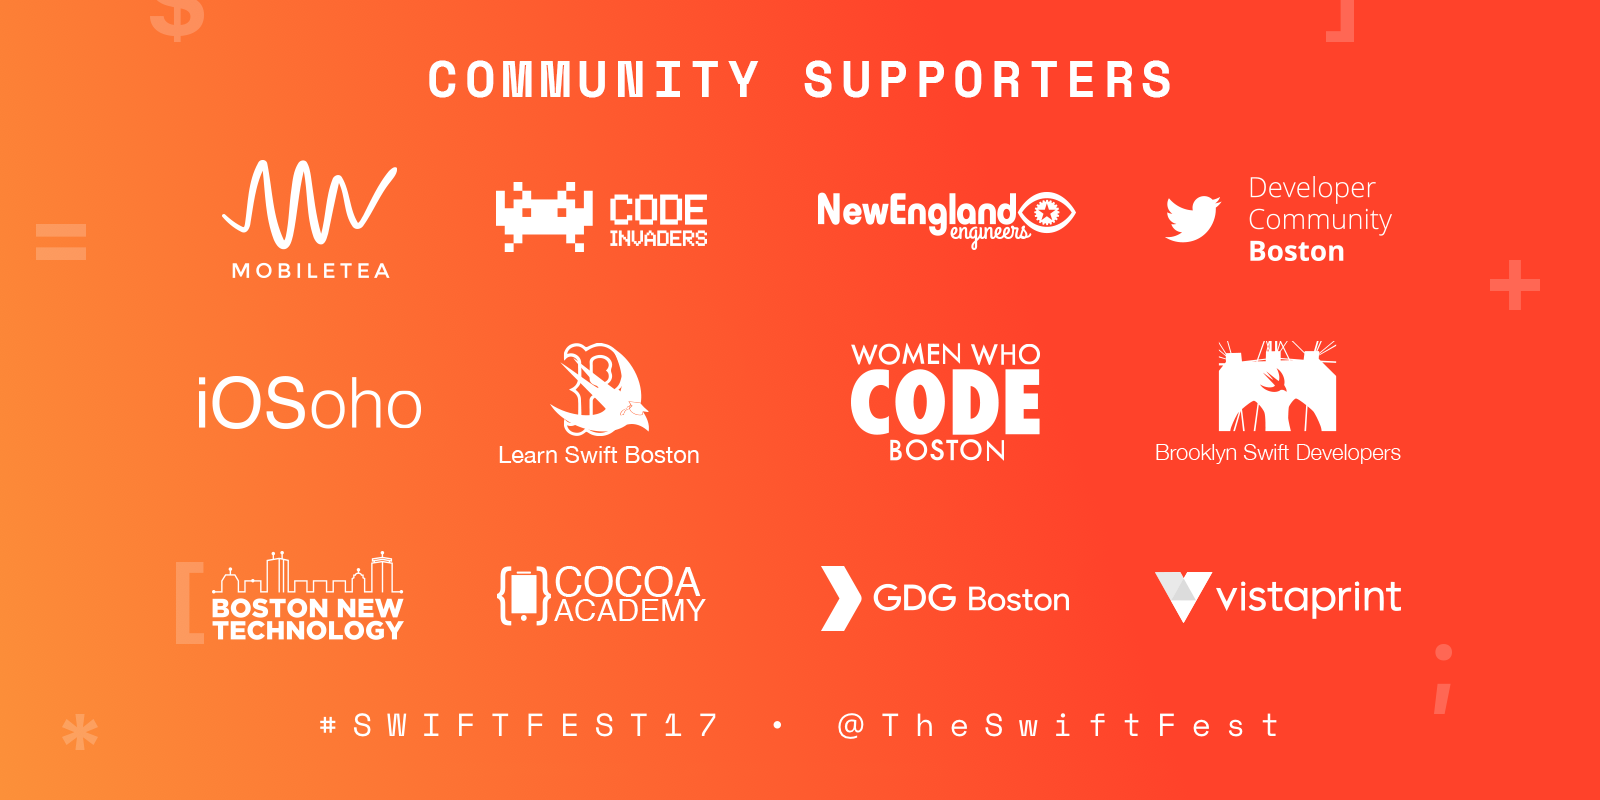 $
]
COMMUNITY SUPPORTERS
MOBILETEA
CODE
INVADERS
NewEngland
engineers
Developer
Community
Boston
=
+
iOSoho
B
Learn Swift Boston
WOMEN WHO
CODE
BOSTON
Brooklyn Swift Developers
[
BOSTON NEW
TECHNOLOGY
{ }
COCOA
ACADEMY
GDG Boston
vistaprint
;
*
#SWIFTFEST17 • @TheSwiftFest